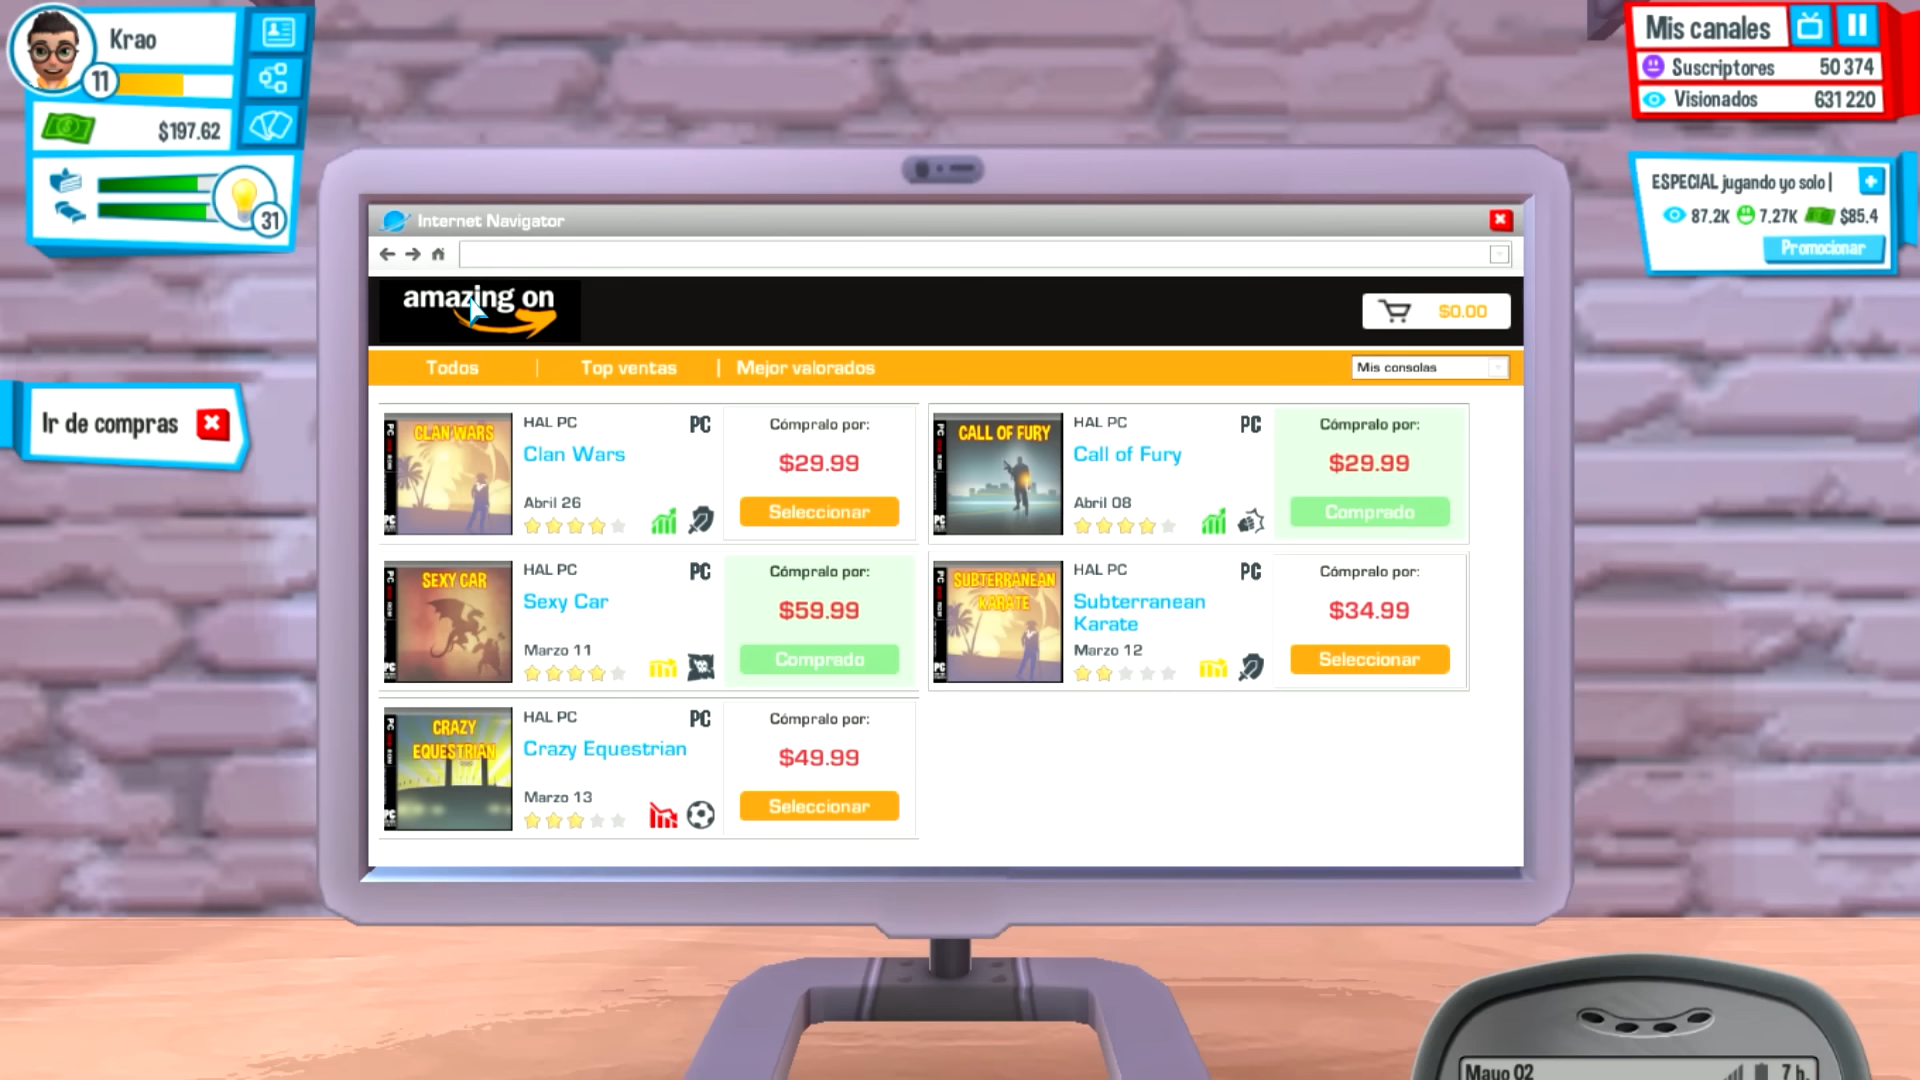 Krao
11
$197.62
31
Mis canales
Suscriptores 50 374
Visionados 631 220
ESPECIAL jugando yo solo |
87.2K 7.27K $85.4
Promocionar
Ir de compras
Internet Navigator
amazing on
$0.00
Todos | Top ventas | Mejor valorados
Mis consolas
CLAN WARS
HAL PC PC
Clan Wars
Abril 26
Cómpralo por:
$29.99
Seleccionar
CALL OF FURY
HAL PC PC
Call of Fury
Abril 08
Cómpralo por:
$29.99
Comprado
SEXY CAR
HAL PC PC
Sexy Car
Marzo 11
Cómpralo por:
$59.99
Comprado
SUBTERRANEAN
KARATE
HAL PC PC
Subterranean
Karate
Marzo 12
Cómpralo por:
$34.99
Seleccionar
CRAZY
EQUESTRIAN
HAL PC PC
Crazy Equestrian
Marzo 13
Cómpralo por:
$49.99
Seleccionar
Mayo 02 7 h.